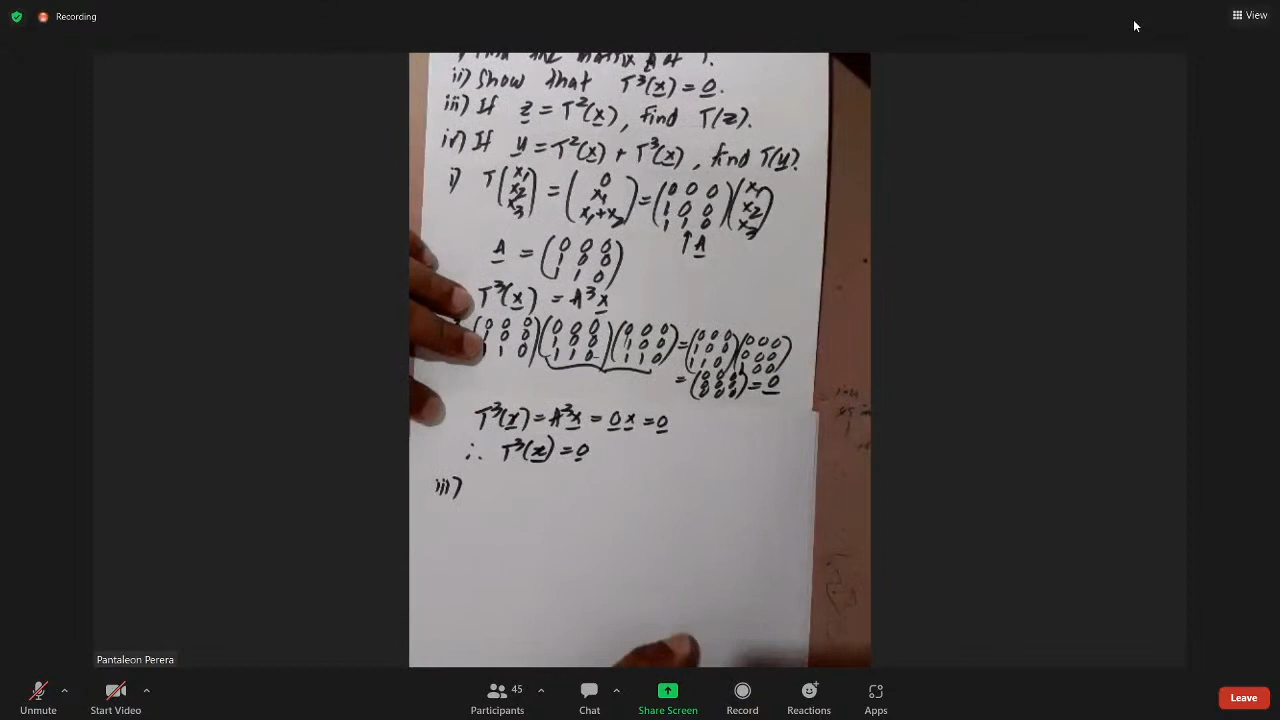 Recording
View
i) Find the matrix A of T.
ii) Show that T³(x) = 0.
iii) If z = T²(x), find T(z).
iv) If y = T²(x) + T³(x), find T(y).
i) T(x₁ x₂ x₃) = (0 x₁ x₁+x₂) = (0 0 0 1 0 0 1 1 0)(x₁ x₂ x₃)
↑ A
A = (0 0 0 1 0 0 1 1 0)
T³(x) = A³x
(0 0 0 1 0 0 1 1 0)(0 0 0 1 0 0 1 1 0)(0 0 0 1 0 0 1 1 0) = (0 0 0 1 0 0 1 1 0)(0 0 0 0 0 0 1 0 0)
= (0 0 0 0 0 0 0 0 0) = 0
T³(x) = A³x = 0 x = 0
∴ T³(x) = 0
iii)
Pantaleon Perera
Unmute
Start Video
45
Participants
Chat
Share Screen
Record
Reactions
Apps
Leave